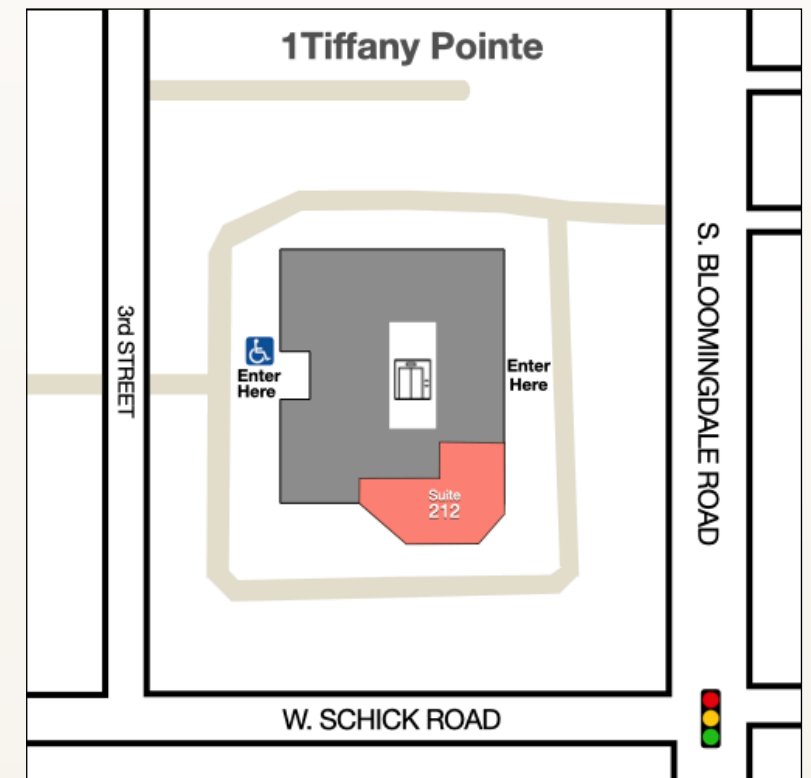 1Tiffany Pointe
3rd STREET
S. BLOOMINGDALE ROAD
Enter
Here
Enter
Here
Suite
212
W. SCHICK ROAD